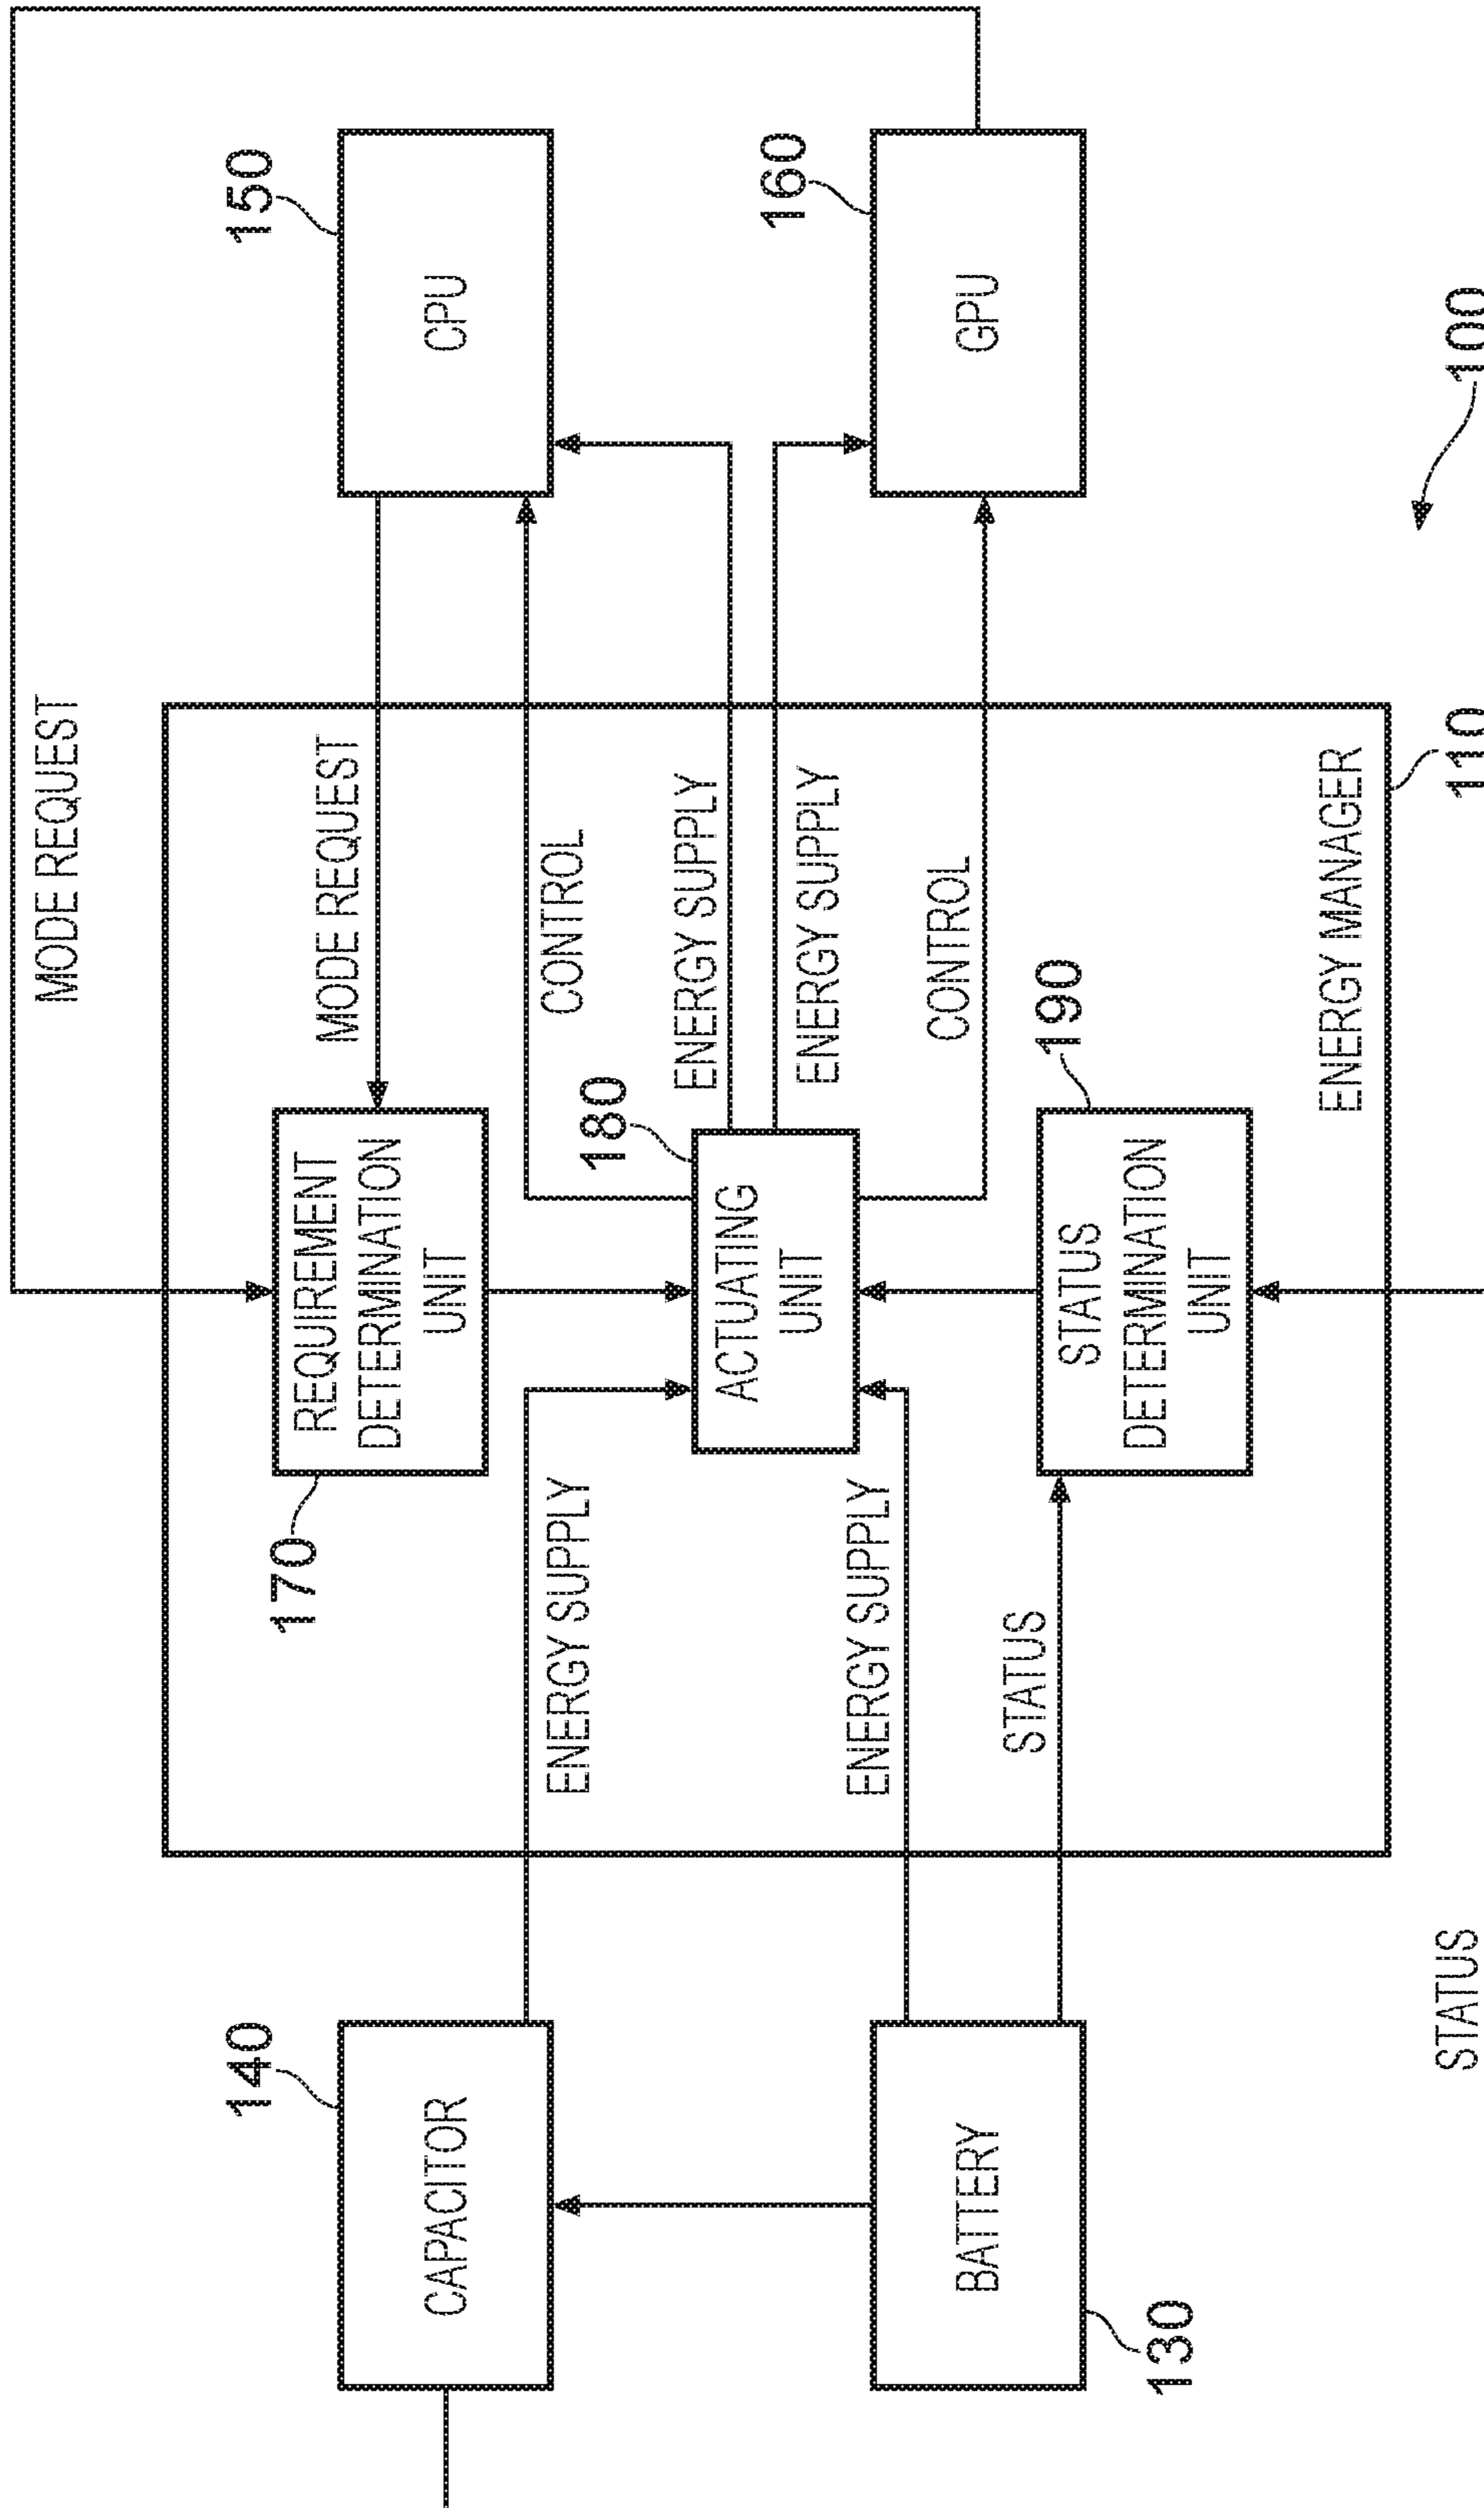 MODE REQUEST
150
CPU
160
GPU
100
MODE REQUEST
CONTROL
ENERGY SUPPLY
ENERGY SUPPLY
CONTROL
ENERGY MANAGER
110
170
REQUIREMENT
DETERMINATION
UNIT
180
ACTUATING
UNIT
190
STATUS
DETERMINATION
UNIT
ENERGY SUPPLY
ENERGY SUPPLY
STATUS
STATUS
140
CAPACITOR
BATTERY
130